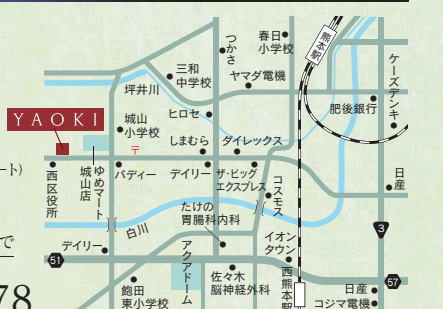 つかさ
春日
小学校
熊本駅
三和
中学校
ヤマダ電機
ケーズデンキ
坪井川
ヒロセ
肥後銀行
YAOKI
城山
小学校
〒
しまむら
ダイレックス
ート)
西区役所
ゆめマート
城山店
バディー
デイリー
ザ・ビッグ
エクスプレス
コスモス
日産
たけの
胃腸科内科
白川
3
で
デイリー
アクアドーム
イオン
タウン
51
西熊本駅
57
78
飽田
東小学校
佐々木
脳神経外科
日産
コジマ電機